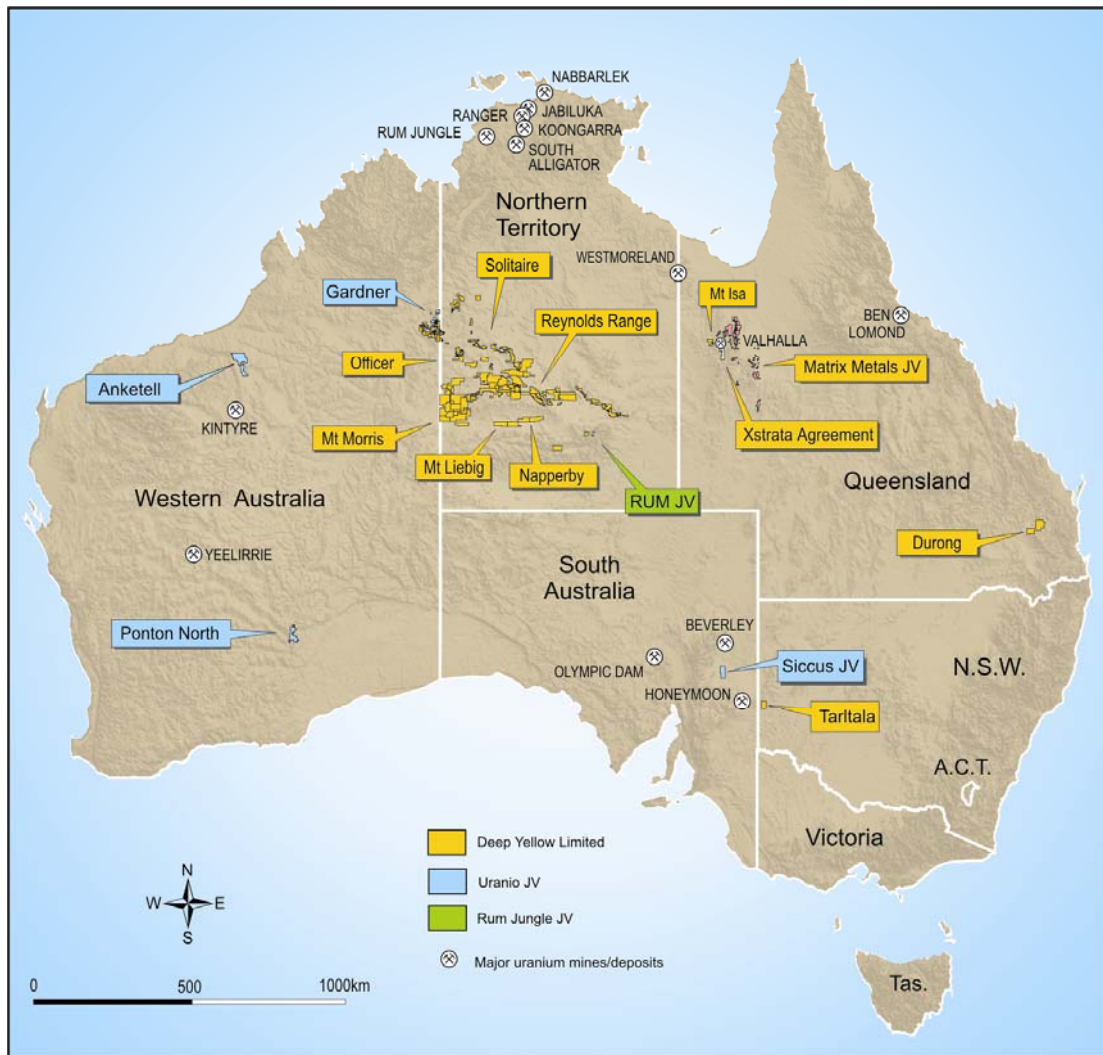 NABBARLEK
JABILUKA
RANGER
KOONGARRA
RUM JUNGLE
SOUTH
ALLIGATOR
Northern
Territory
WESTMORELAND
Solitaire
Gardner
Mt Isa
BEN
LOMOND
Reynolds Range
VALHALLA
Officer
Matrix Metals JV
Anketell
KINTYRE
Mt Morris
Xstrata Agreement
Mt Liebig
Napperby
Queensland
Western Australia
RUM JV
Durong
YEELIRRIE
South
Australia
BEVERLEY
Ponton North
OLYMPIC DAM
Siccus JV
N.S.W.
HONEYMOON
Tarltala
A.C.T.
Victoria
Deep Yellow Limited
N
Uranio JV
W E
S
Rum Jungle JV
Major uranium mines/deposits
Tas.
0 500 1000km